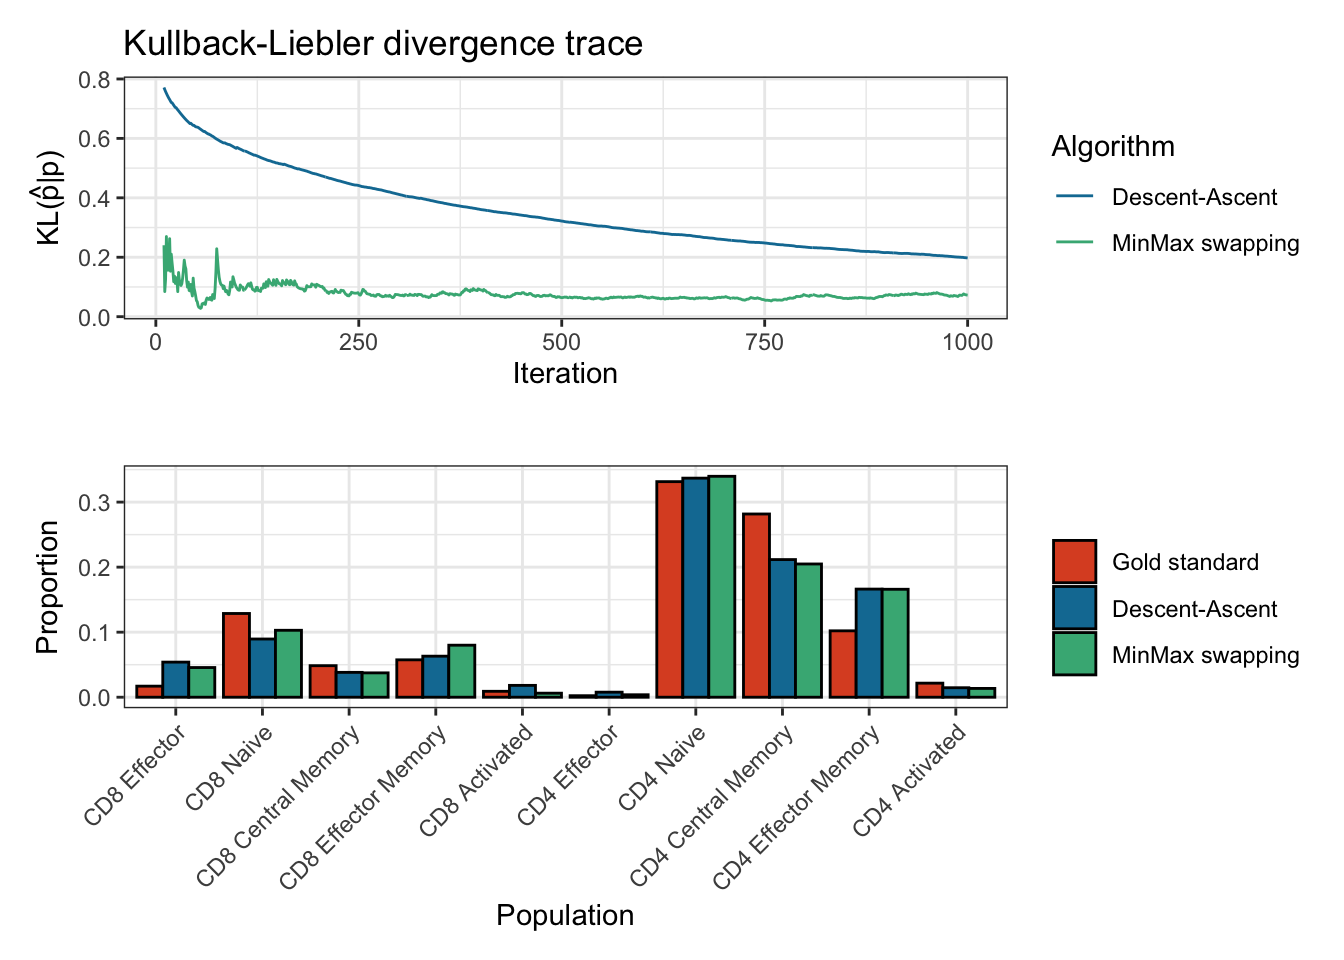 Kullback-Liebler divergence trace
KL(p̂|p)
0.8
0.6
0.4
0.2
0.0
0
250
500
750
1000
Iteration
Algorithm
Descent-Ascent
MinMax swapping
Proportion
0.3
0.2
0.1
0.0
CD8 Effector
CD8 Naive
CD8 Central Memory
CD8 Effector Memory
CD8 Activated
CD4 Effector
CD4 Naive
CD4 Central Memory
CD4 Effector Memory
CD4 Activated
Population
Gold standard
Descent-Ascent
MinMax swapping